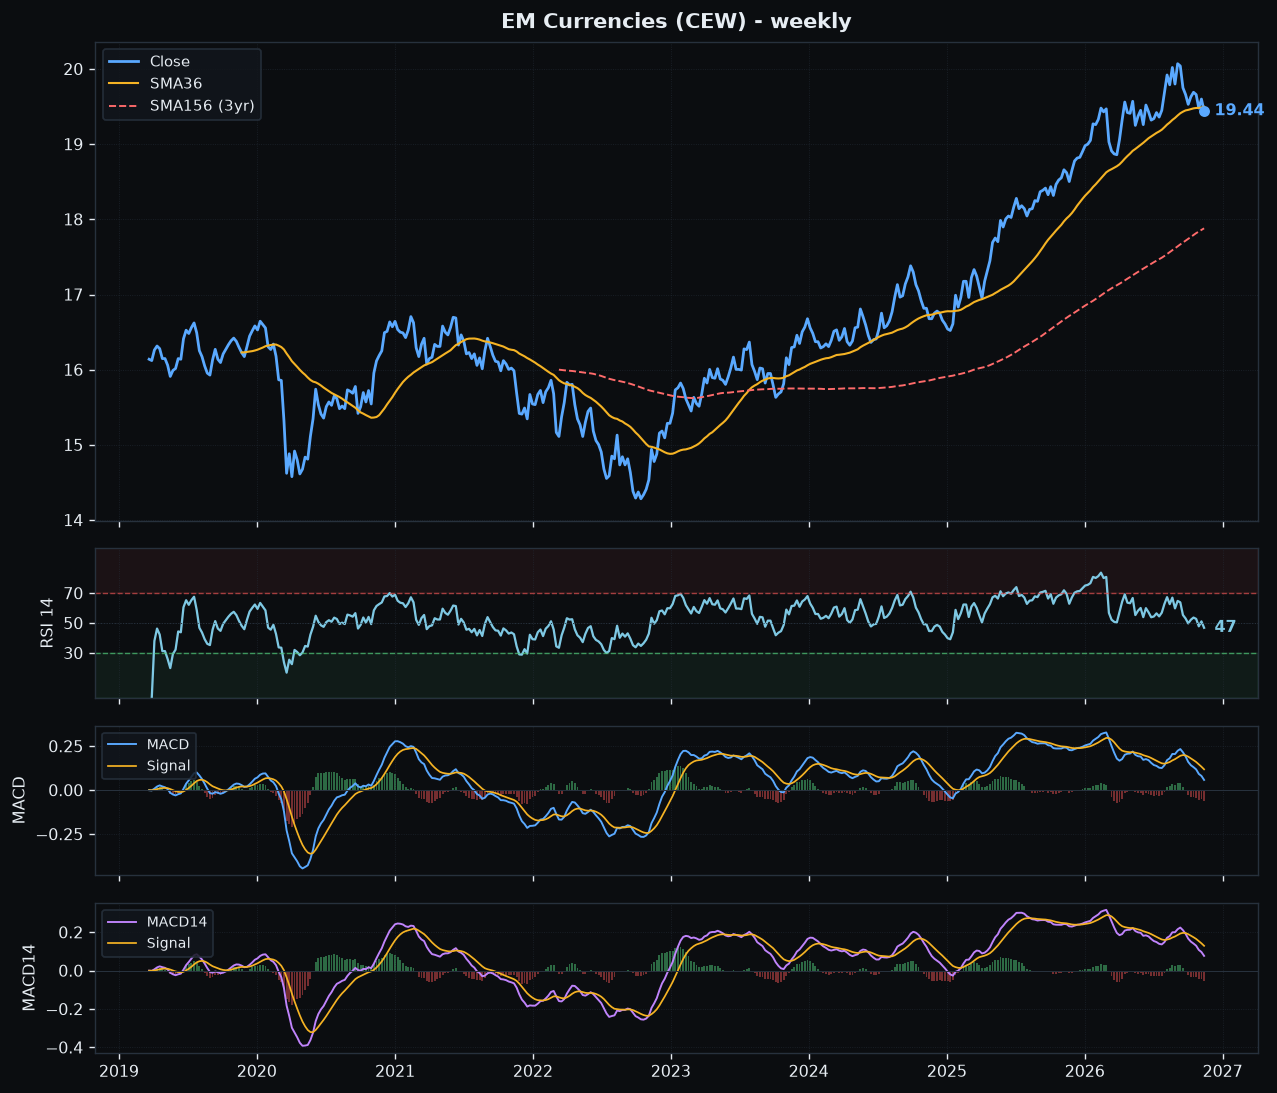 EM Currencies (CEW) - weekly
Close
SMA36
SMA156 (3yr)
20
19
18
17
16
15
14
19.44
RSI 14
70
50
30
47
MACD
0.25
0.00
−0.25
MACD
Signal
MACD14
0.2
0.0
−0.2
−0.4
MACD14
Signal
2019 2020 2021 2022 2023 2024 2025 2026 2027